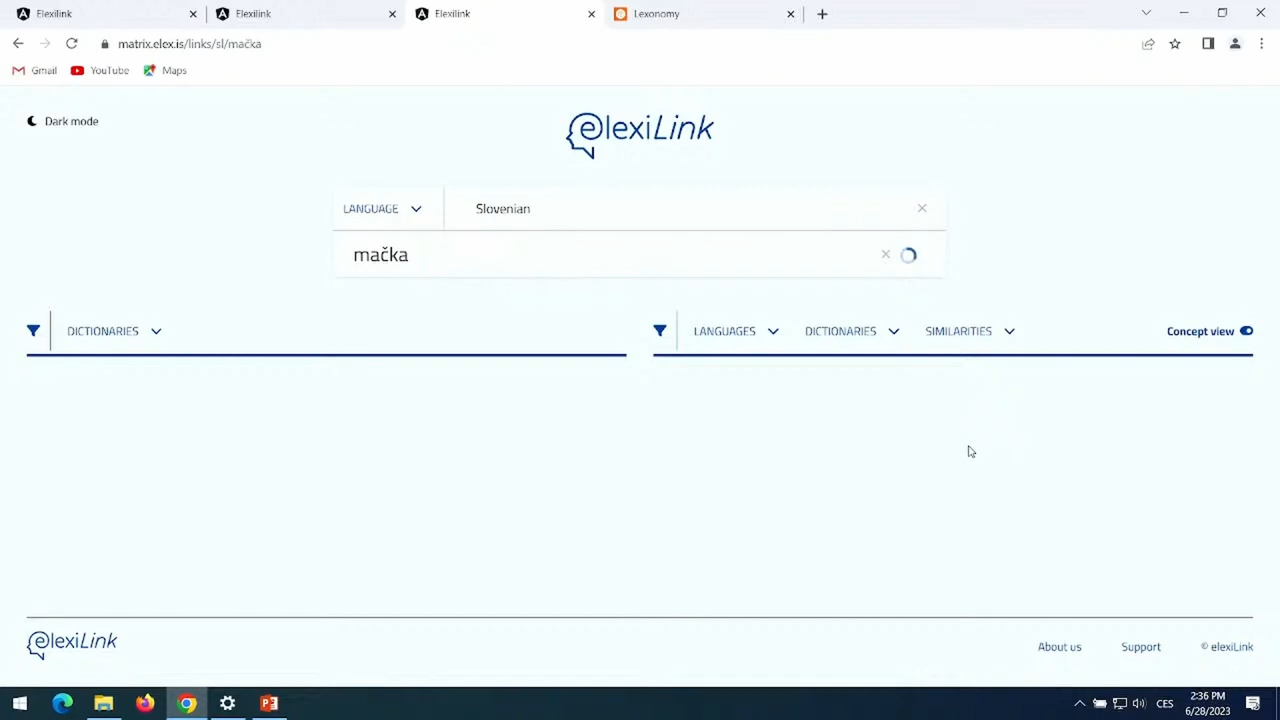 Elexilink
Elexilink
Elexilink
Lexonomy
matrix.elex.is/links/sl/mačka
Gmail
YouTube
Maps
Dark mode
elexiLink
LANGUAGE
Slovenian
mačka
DICTIONARIES
LANGUAGES
DICTIONARIES
SIMILARITIES
Concept view
elexiLink
About us
Support
© elexiLink
CES
2:36 PM
6/28/2023